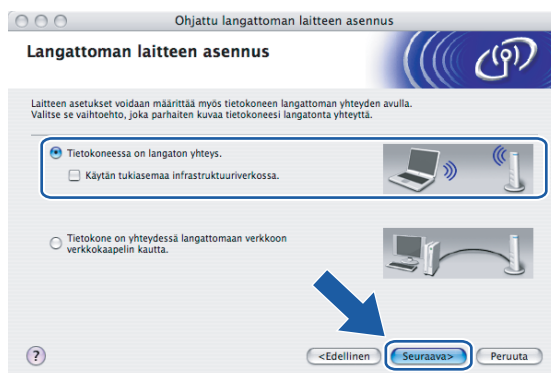 Ohjattu langattoman laitteen asennus
Langattoman laitteen asennus
Laitteen asetukset voidaan määrittää myös tietokoneen langattoman yhteyden avulla.
Valitse se vaihtoehto, joka parhaiten kuvaa tietokoneesi langatonta yhteyttä.
Tietokoneessa on langaton yhteys.
Käytän tukiasemaa infrastruktuuriverkossa.
Tietokone on yhteydessä langattomaan verkkoon
verkkokaapelin kautta.
?
<Edellinen
Seuraava>
Peruuta